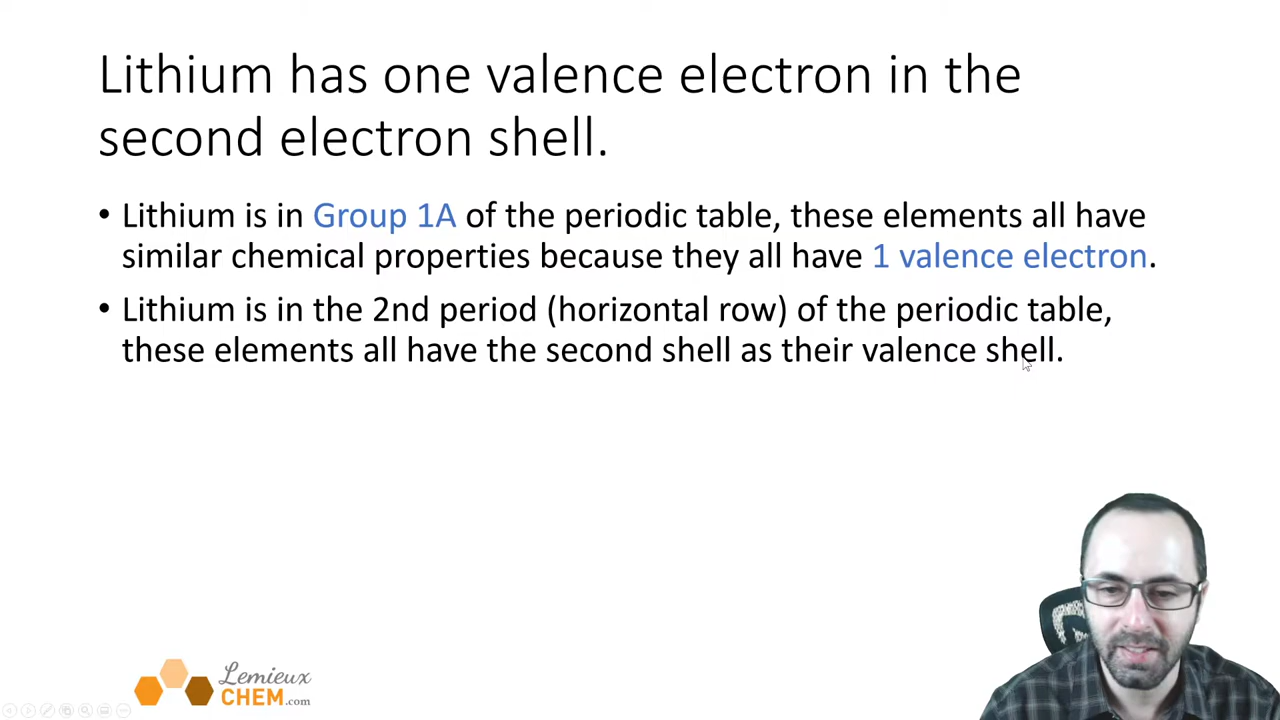 Lithium has one valence electron in the
second electron shell.
• Lithium is in Group 1A of the periodic table, these elements all have
similar chemical properties because they all have 1 valence electron.
• Lithium is in the 2nd period (horizontal row) of the periodic table,
these elements all have the second shell as their valence shell.
Lemieux
CHEM.com